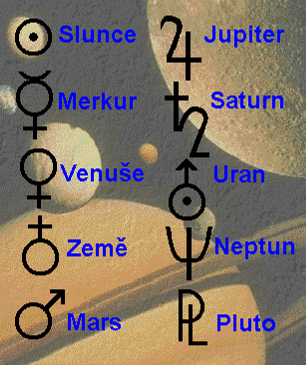 Slunce
Merkur
Venuše
Země
Mars
Jupiter
Saturn
Uran
Neptun
Pluto